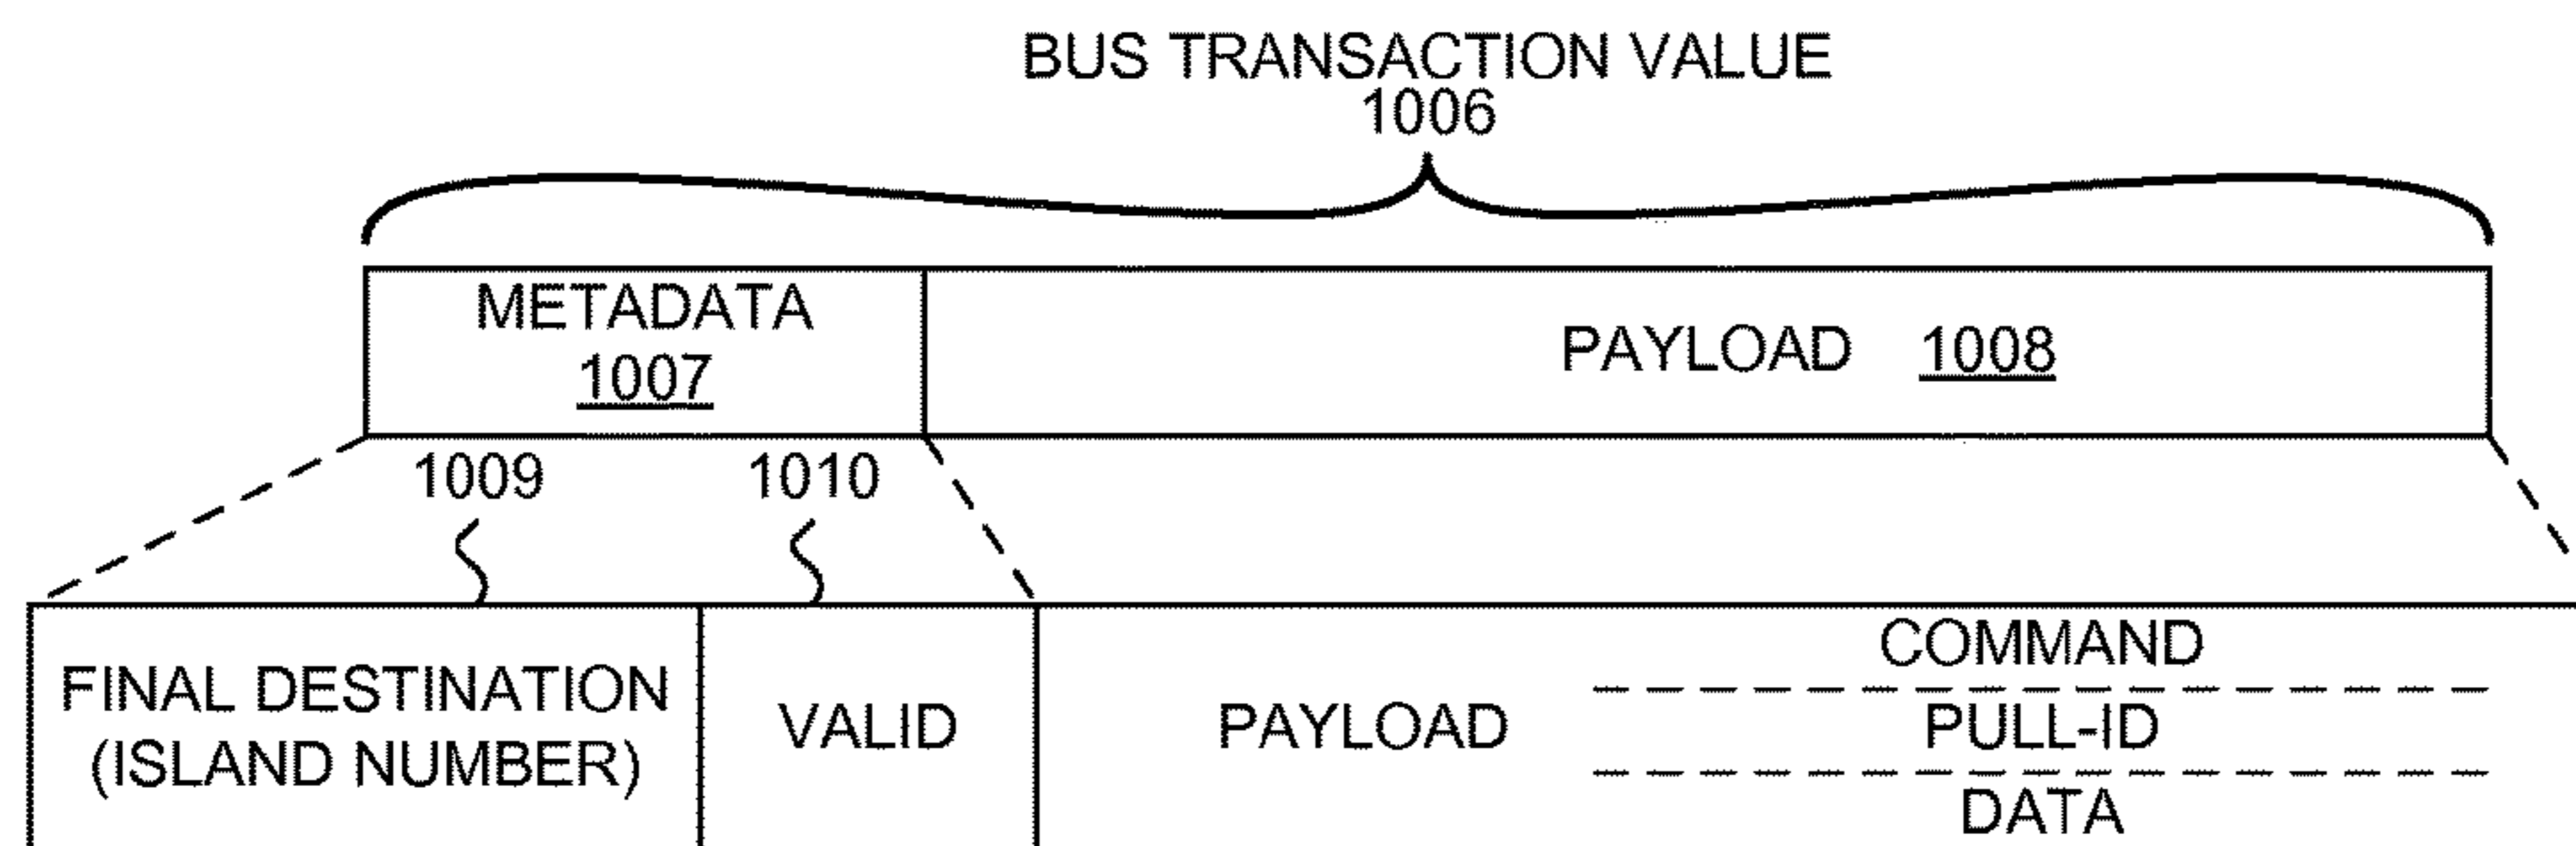 BUS TRANSACTION VALUE
1006
METADATA
1007
PAYLOAD 1008
1009
1010
FINAL DESTINATION
(ISLAND NUMBER)
VALID
PAYLOAD
COMMAND
PULL-ID
DATA